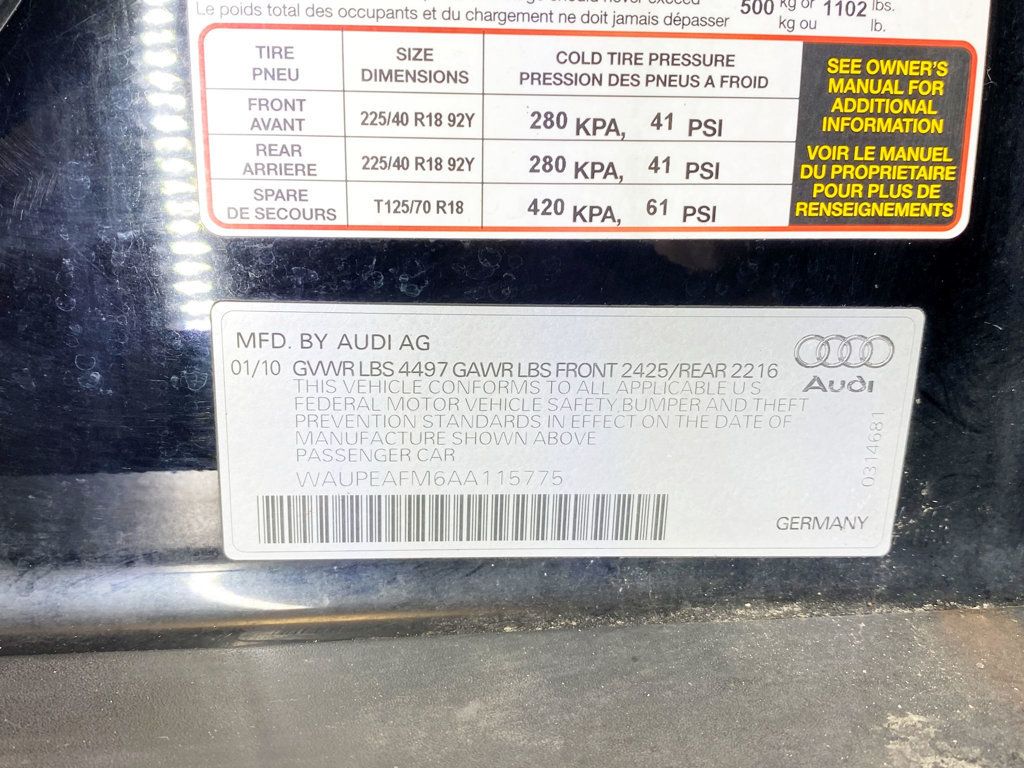 should never exceed
Le poids total des occupants et du chargement ne doit jamais dépasser
500 kg or 1102 lbs.
kg ou lb.
TIRE
PNEU
SIZE
DIMENSIONS
COLD TIRE PRESSURE
PRESSION DES PNEUS A FROID
FRONT
AVANT
225/40 R18 92Y
280 KPA, 41 PSI
REAR
ARRIERE
225/40 R18 92Y
280 KPA, 41 PSI
SPARE
DE SECOURS
T125/70 R18
420 KPA, 61 PSI
SEE OWNER'S
MANUAL FOR
ADDITIONAL
INFORMATION
VOIR LE MANUEL
DU PROPRIETAIRE
POUR PLUS DE
RENSEIGNEMENTS
MFD. BY AUDI AG
01/10 GVWR LBS 4497 GAWR LBS FRONT 2425/REAR 2216
THIS VEHICLE CONFORMS TO ALL APPLICABLE U S
FEDERAL MOTOR VEHICLE SAFETY,BUMPER AND THEFT
PREVENTION STANDARDS IN EFFECT ON THE DATE OF
MANUFACTURE SHOWN ABOVE
PASSENGER CAR
WAUPEAFM6AA115775
Audi
0314681
GERMANY